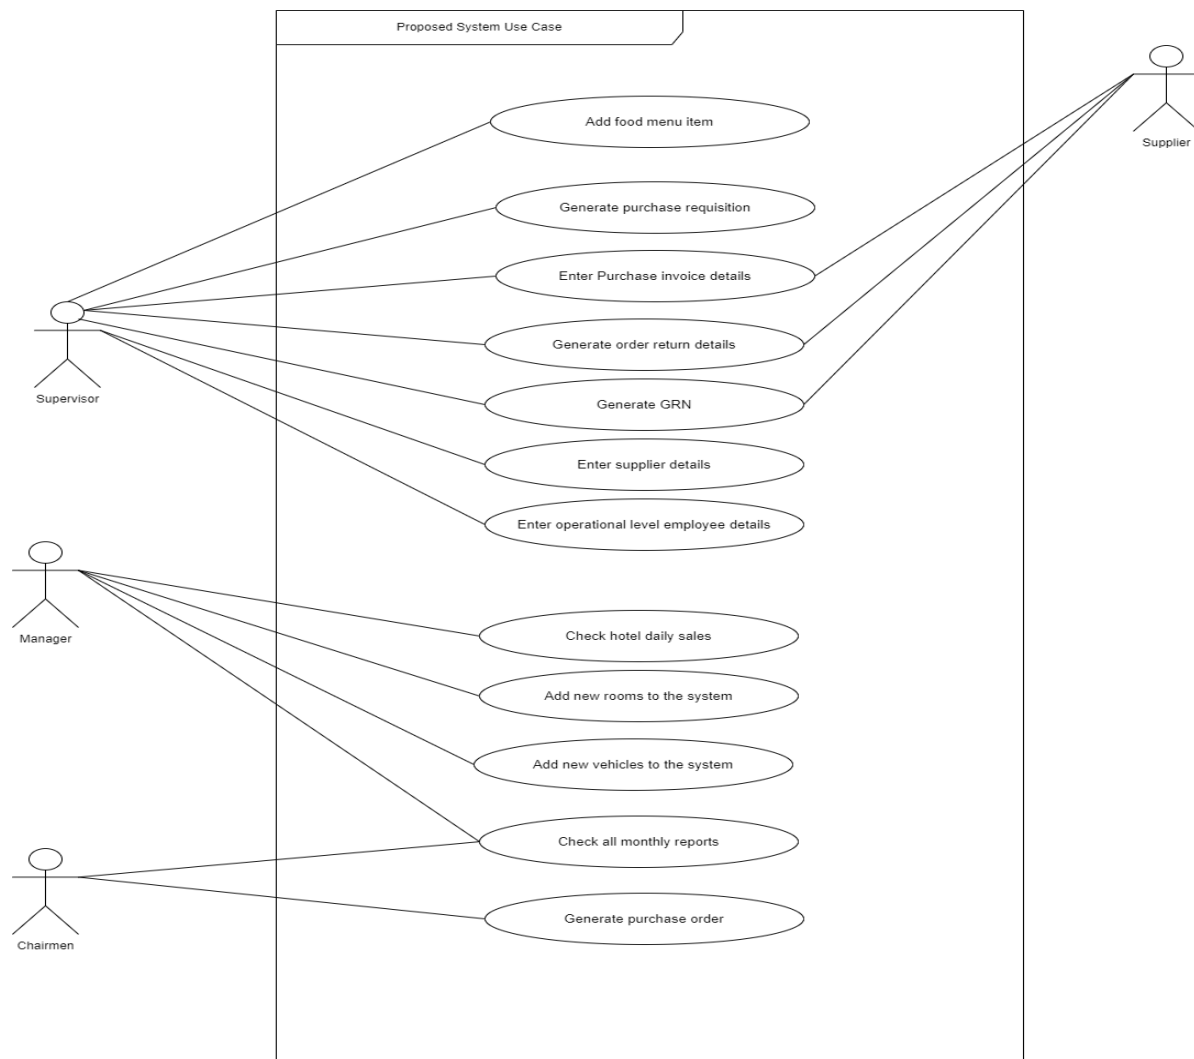 Proposed System Use Case
Add food menu item
Supplier
Generate purchase requisition
Enter Purchase invoice details
Generate order return details
Supervisor
Generate GRN
Enter supplier details
Enter operational level employee details
Manager
Check hotel daily sales
Add new rooms to the system
Add new vehicles to the system
Check all monthly reports
Generate purchase order
Chairmen